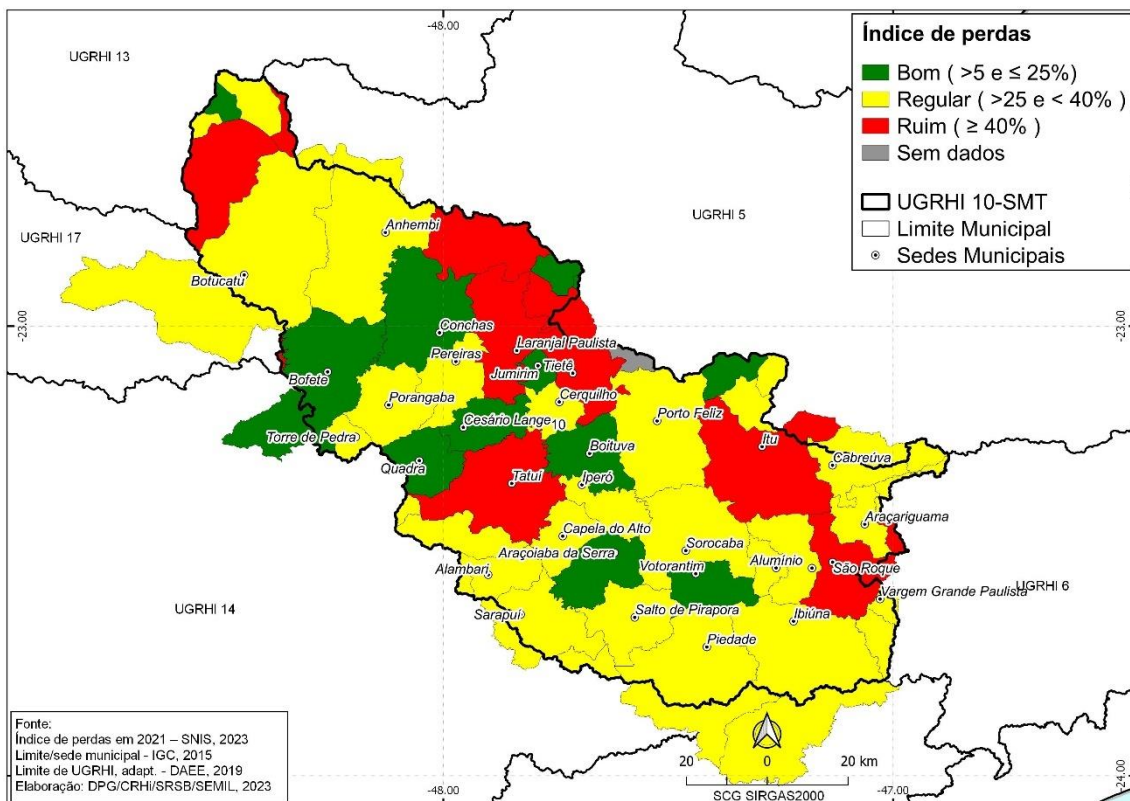 -48.00
UGRHI 13
Índice de perdas
Bom ( >5 e ≤ 25%)
Regular ( >25 e < 40% )
Ruim ( ≥ 40% )
Sem dados
UGRHI 10-SMT
Limite Municipal
Sedes Municipais
UGRHI 5
UGRHI 17
Anhembi
Botucatu
-23.00
-23.00
Conchas
Laranjal Paulista
Pereiras
Tietê
Jumirim
Bofete
Cerquilho
Porangaba
Porto Feliz
Cesário Lange
10
Torre de Pedra
Boituva
Itu
Quadra
Cabreúva
Tatuí
Iperó
Araçariguama
Capela do Alto
Sorocaba
Araçoiaba da Serra
Alumínio
Alambari
Votorantim
São Roque
UGRHI 6
Vargem Grande Paulista
UGRHI 14
Sarapuí
Salto de Pirapora
Ibiúna
Piedade
Fonte:
Índice de perdas em 2021 – SNIS, 2023
Limite/sede municipal - IGC, 2015
Limite de UGRHI, adapt. - DAEE, 2019
Elaboração: DPG/CRHi/SRSB/SEMIL, 2023
20 0 20 km
SCG SIRGAS2000
-24.00
-48.00
-47.00